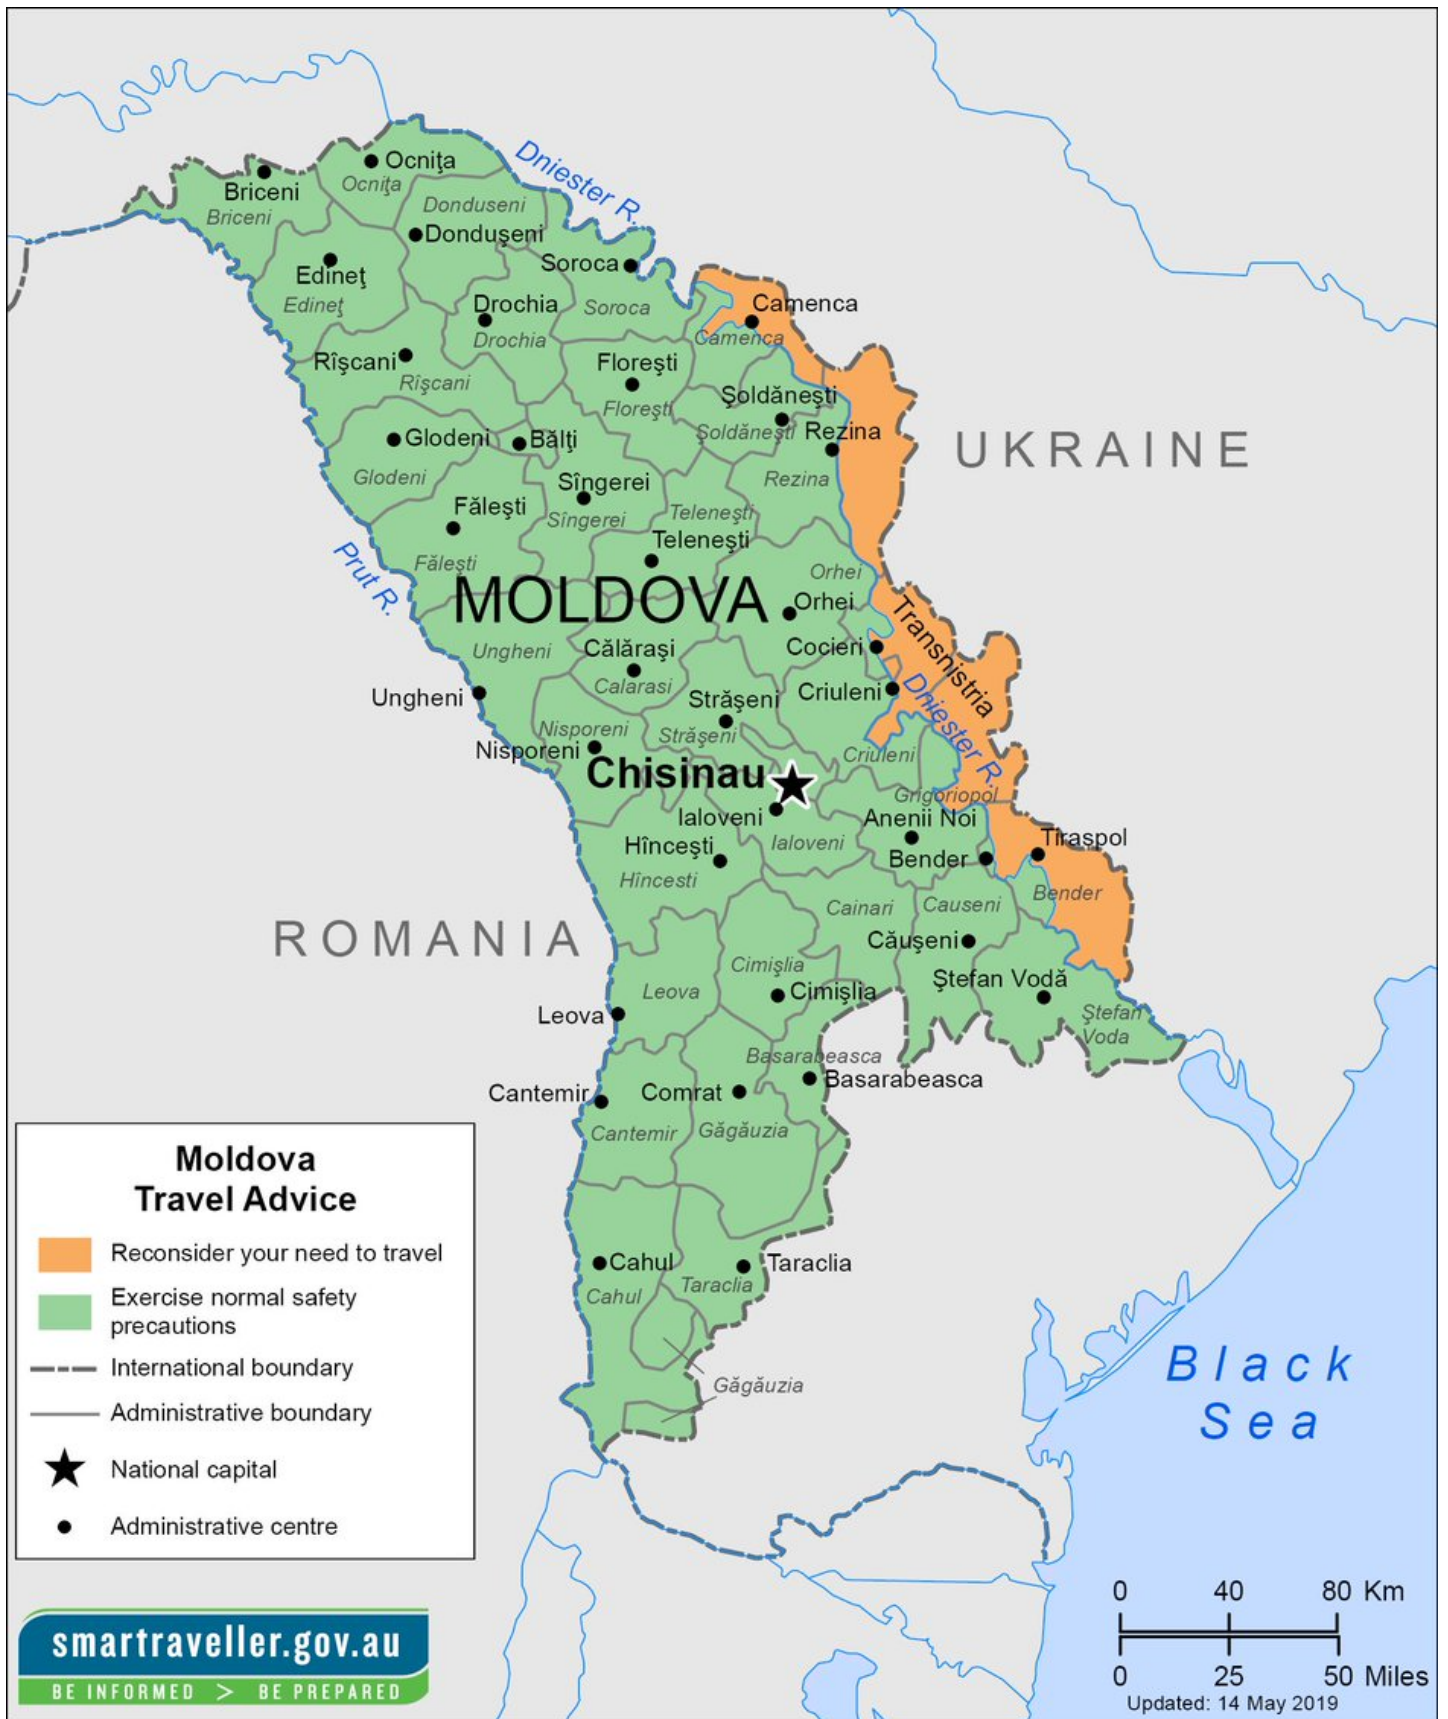 Dniester R.
Ocniţa
Ocniţa
Briceni
Briceni
Donduseni
Donduşeni
Edineţ
Edineţ
Soroca
Soroca
Drochia
Drochia
Camenca
Camenca
Rîşcani
Rîşcani
Floreşti
Floreşti
Şoldăneşti
Şoldăneşti
Rezina
Rezina
Glodeni
Glodeni
Bălţi
UKRAINE
Sîngerei
Sîngerei
Făleşti
Făleşti
Teleneşti
Teleneşti
Prut R.
MOLDOVA
Orhei
Orhei
Transnistria
Ungheni
Ungheni
Călăraşi
Calarasi
Cocieri
Criuleni
Criuleni
Dniester R.
Străşeni
Străşeni
Nisporeni
Nisporeni
Chisinau
Grigoriopol
Ialoveni
Ialoveni
Anenii Noi
Hînceşti
Hîncesti
Bender
Tiraspol
Bender
ROMANIA
Cainari
Causeni
Căuşeni
Cimişlia
Cimişlia
Ştefan Vodă
Ştefan
Voda
Leova
Leova
Basarabeasca
Basarabeasca
Cantemir
Cantemir
Comrat
Găgăuzia
Cahul
Cahul
Taraclia
Taraclia
Găgăuzia
Black
Sea
Moldova
Travel Advice
Reconsider your need to travel
Exercise normal safety
precautions
International boundary
Administrative boundary
National capital
Administrative centre
smartraveller.gov.au
BE INFORMED > BE PREPARED
0 40 80 Km
0 25 50 Miles
Updated: 14 May 2019